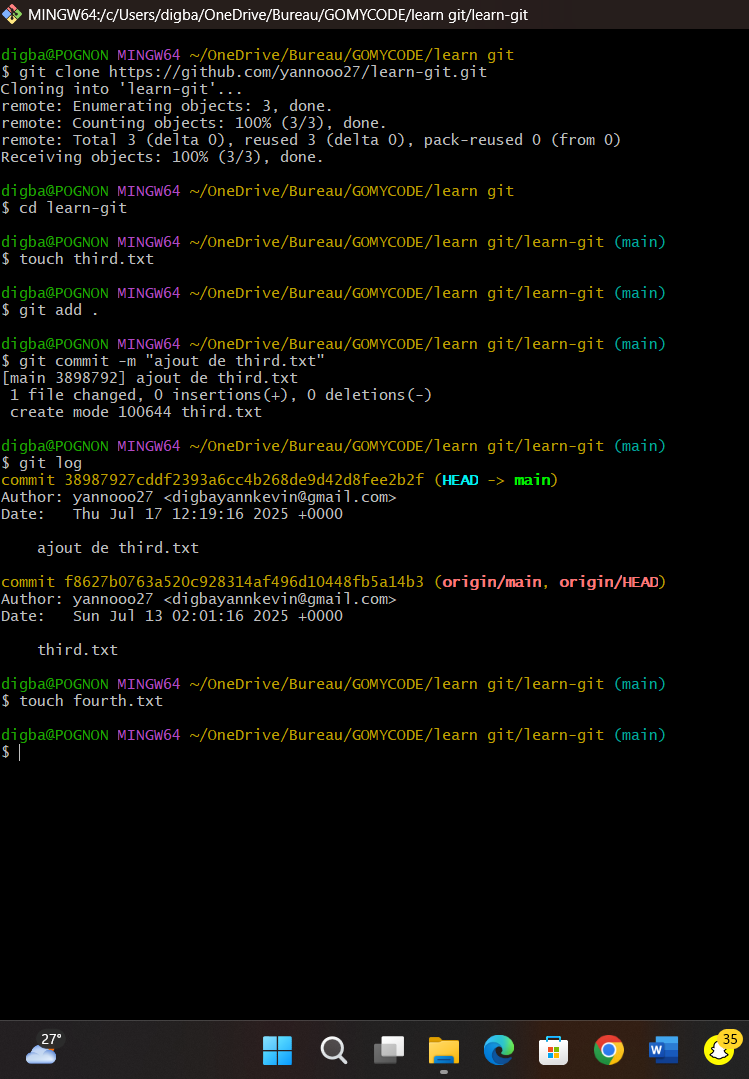 MINGW64:/c/Users/digba/OneDrive/Bureau/GOMYCODE/learn git/learn-git
digba@POGNON MINGW64 ~/OneDrive/Bureau/GOMYCODE/learn git
$ git clone https://github.com/yannooo27/learn-git.git
Cloning into 'learn-git'...
remote: Enumerating objects: 3, done.
remote: Counting objects: 100% (3/3), done.
remote: Total 3 (delta 0), reused 3 (delta 0), pack-reused 0 (from 0)
Receiving objects: 100% (3/3), done.
digba@POGNON MINGW64 ~/OneDrive/Bureau/GOMYCODE/learn git
$ cd learn-git
digba@POGNON MINGW64 ~/OneDrive/Bureau/GOMYCODE/learn git/learn-git (main)
$ touch third.txt
digba@POGNON MINGW64 ~/OneDrive/Bureau/GOMYCODE/learn git/learn-git (main)
$ git add .
digba@POGNON MINGW64 ~/OneDrive/Bureau/GOMYCODE/learn git/learn-git (main)
$ git commit -m "ajout de third.txt"
[main 3898792] ajout de third.txt
1 file changed, 0 insertions(+), 0 deletions(-)
create mode 100644 third.txt
digba@POGNON MINGW64 ~/OneDrive/Bureau/GOMYCODE/learn git/learn-git (main)
$ git log
commit 38987927cddf2393a6cc4b268de9d42d8fee2b2f (HEAD -> main)
Author: yannooo27 <digbayannkevin@gmail.com>
Date:   Thu Jul 17 12:19:16 2025 +0000
ajout de third.txt
commit f8627b0763a520c928314af496d10448fb5a14b3 (origin/main, origin/HEAD)
Author: yannooo27 <digbayannkevin@gmail.com>
Date:   Sun Jul 13 02:01:16 2025 +0000
third.txt
digba@POGNON MINGW64 ~/OneDrive/Bureau/GOMYCODE/learn git/learn-git (main)
$ touch fourth.txt
digba@POGNON MINGW64 ~/OneDrive/Bureau/GOMYCODE/learn git/learn-git (main)
$
27°
W
35